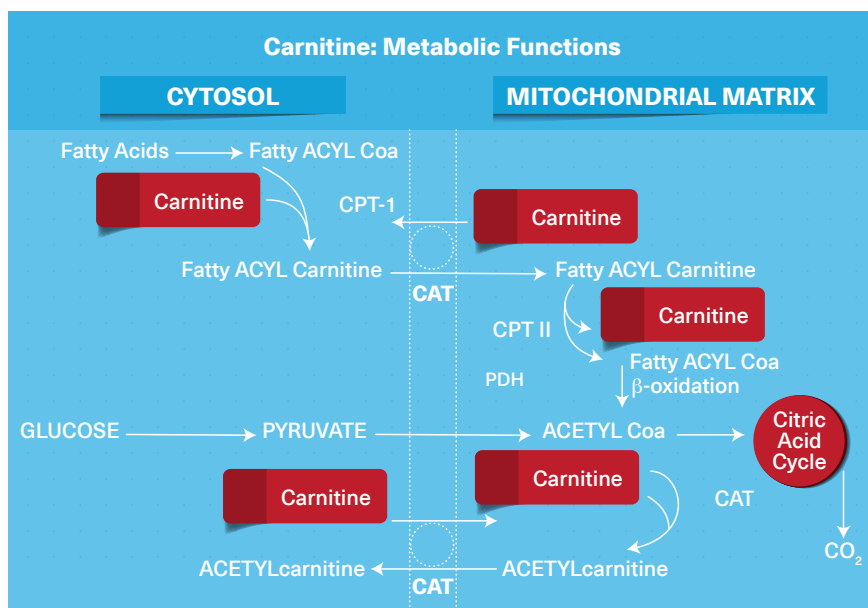 Carnitine: Metabolic Functions
CYTOSOL
MITOCHONDRIAL MATRIX
Fatty Acids
Fatty ACYL Coa
Carnitine
CPT-1
Carnitine
Fatty ACYL Carnitine
CAT
Fatty ACYL Carnitine
CPT II
Carnitine
Fatty ACYL Coa
β-oxidation
PDH
GLUCOSE
PYRUVATE
ACETYL Coa
Citric
Acid
Cycle
Carnitine
Carnitine
CAT
CO₂
ACETYLcarnitine
CAT
ACETYLcarnitine